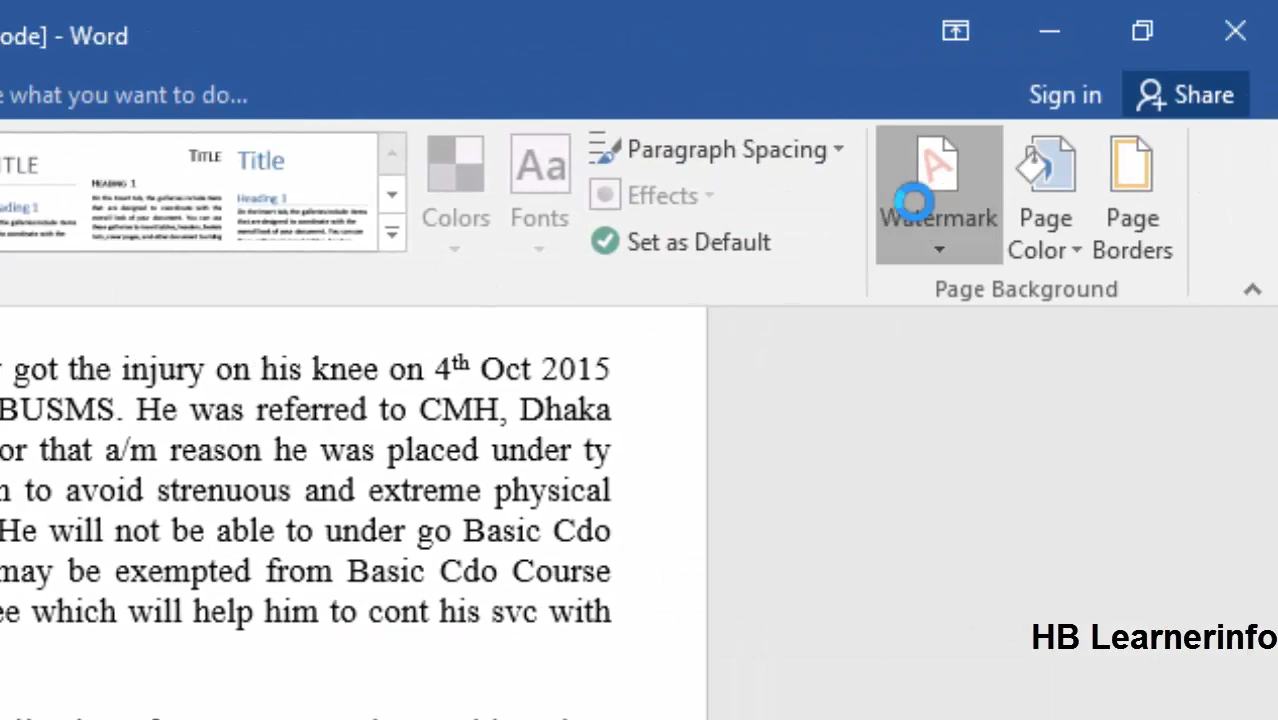 ode] - Word
e what you want to do...
Sign in
Share
TITLE
TITLE
Title
ading 1
HEADING 1
Heading 1
Colors
Aa
Fonts
Paragraph Spacing
Effects
Set as Default
A
Watermark
Page
Color
Page
Borders
Page Background
got the injury on his knee on 4th Oct 2015
BUSMS. He was referred to CMH, Dhaka
or that a/m reason he was placed under ty
to avoid strenuous and extreme physical
He will not be able to under go Basic Cdo
may be exempted from Basic Cdo Course
ee which will help him to cont his svc with
HB Learnerinfo